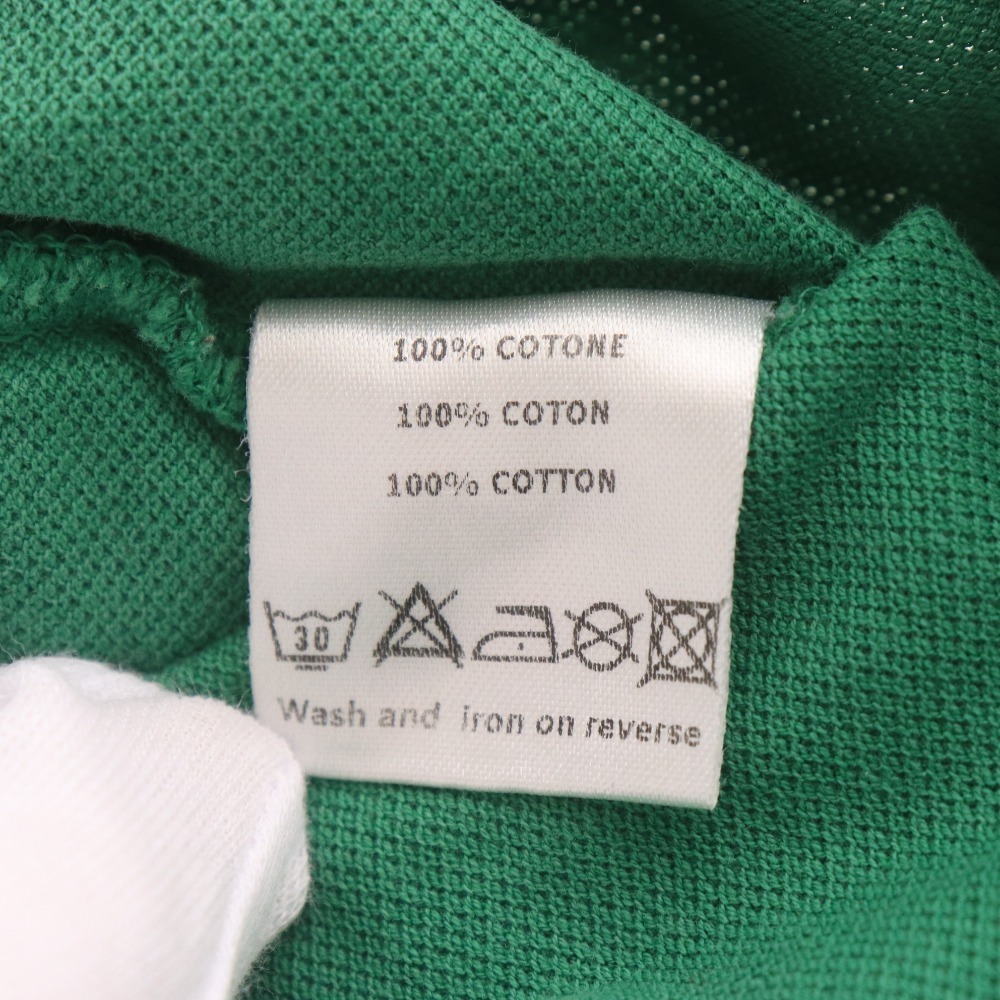 100% COTONE
100% COTON
100% COTTON
30
Wash and iron on reverse